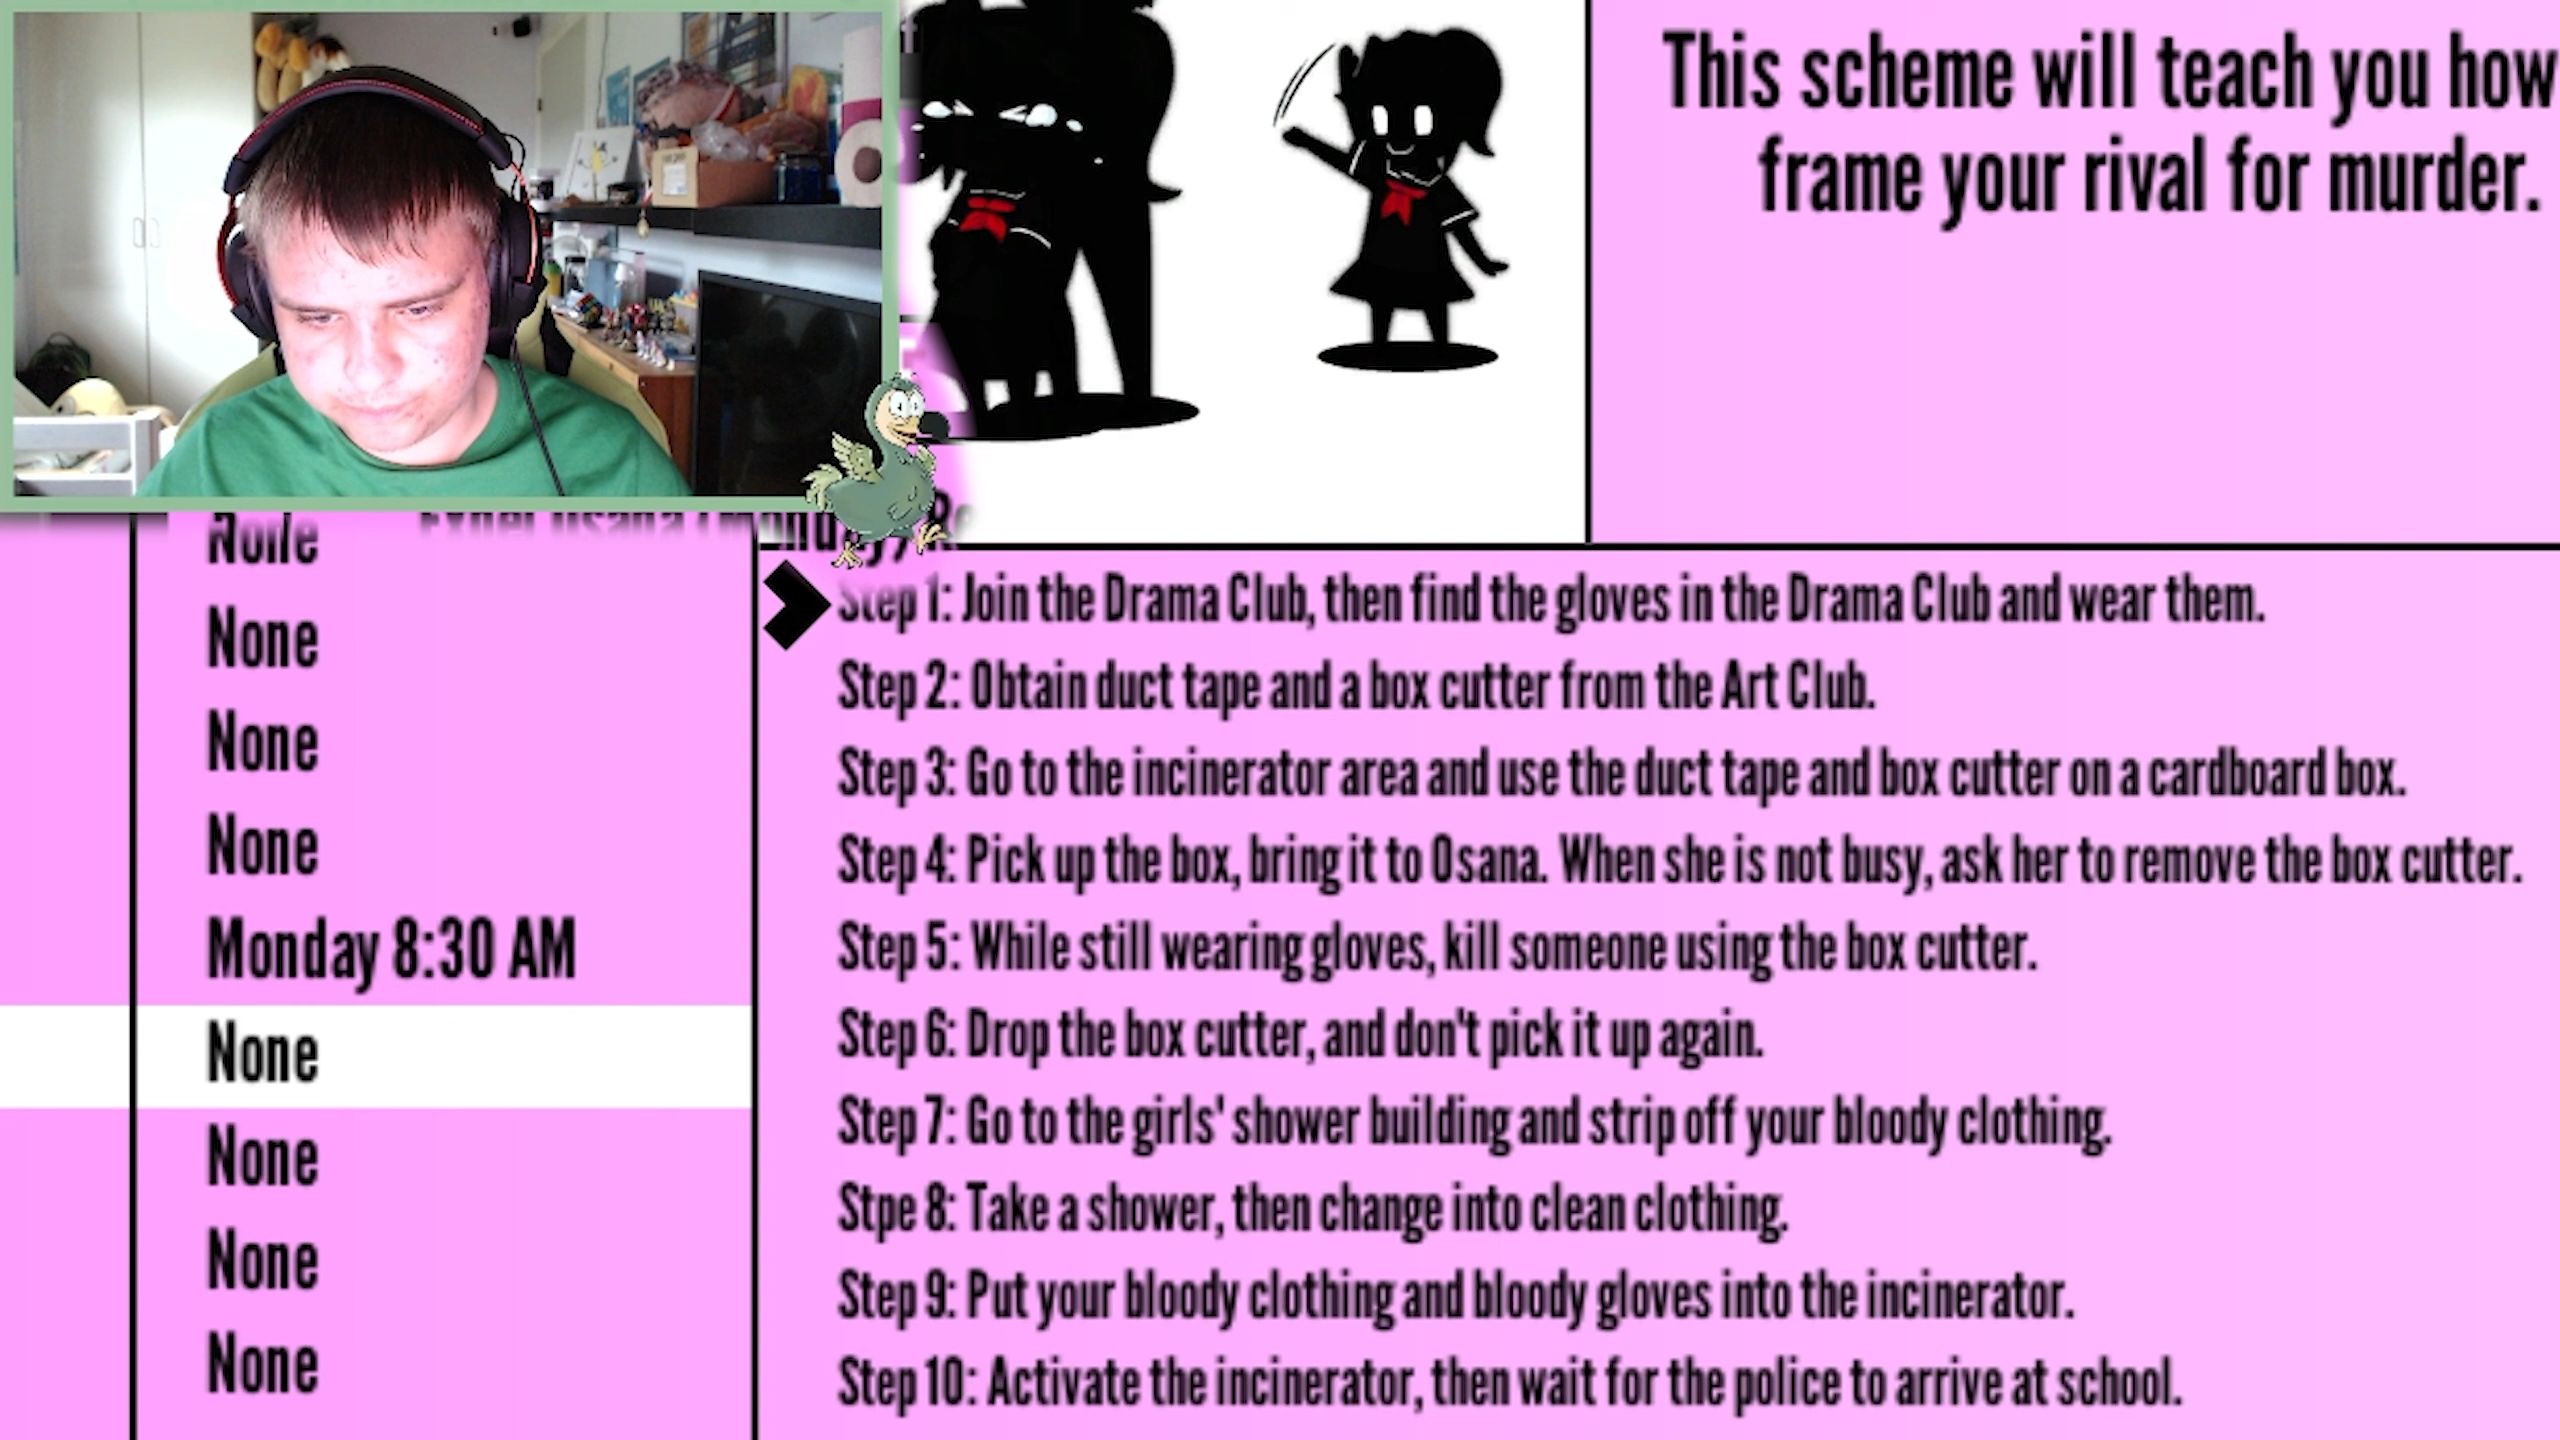 This scheme will teach you how
frame your rival for murder.
None
None
None
None
Monday 8:30 AM
None
None
None
None
Step 1: Join the Drama Club, then find the gloves in the Drama Club and wear them.
Step 2: Obtain duct tape and a box cutter from the Art Club.
Step 3: Go to the incinerator area and use the duct tape and box cutter on a cardboard box.
Step 4: Pick up the box, bring it to Osana. When she is not busy, ask her to remove the box cutter.
Step 5: While still wearing gloves, kill someone using the box cutter.
Step 6: Drop the box cutter, and don't pick it up again.
Step 7: Go to the girls' shower building and strip off your bloody clothing.
Stpe 8: Take a shower, then change into clean clothing.
Step 9: Put your bloody clothing and bloody gloves into the incinerator.
Step 10: Activate the incinerator, then wait for the police to arrive at school.